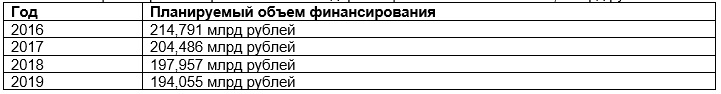 Год Планируемый объем финансирования
2016 214,791 млрд рублей
2017 204,486 млрд рублей
2018 197,957 млрд рублей
2019 194,055 млрд рублей